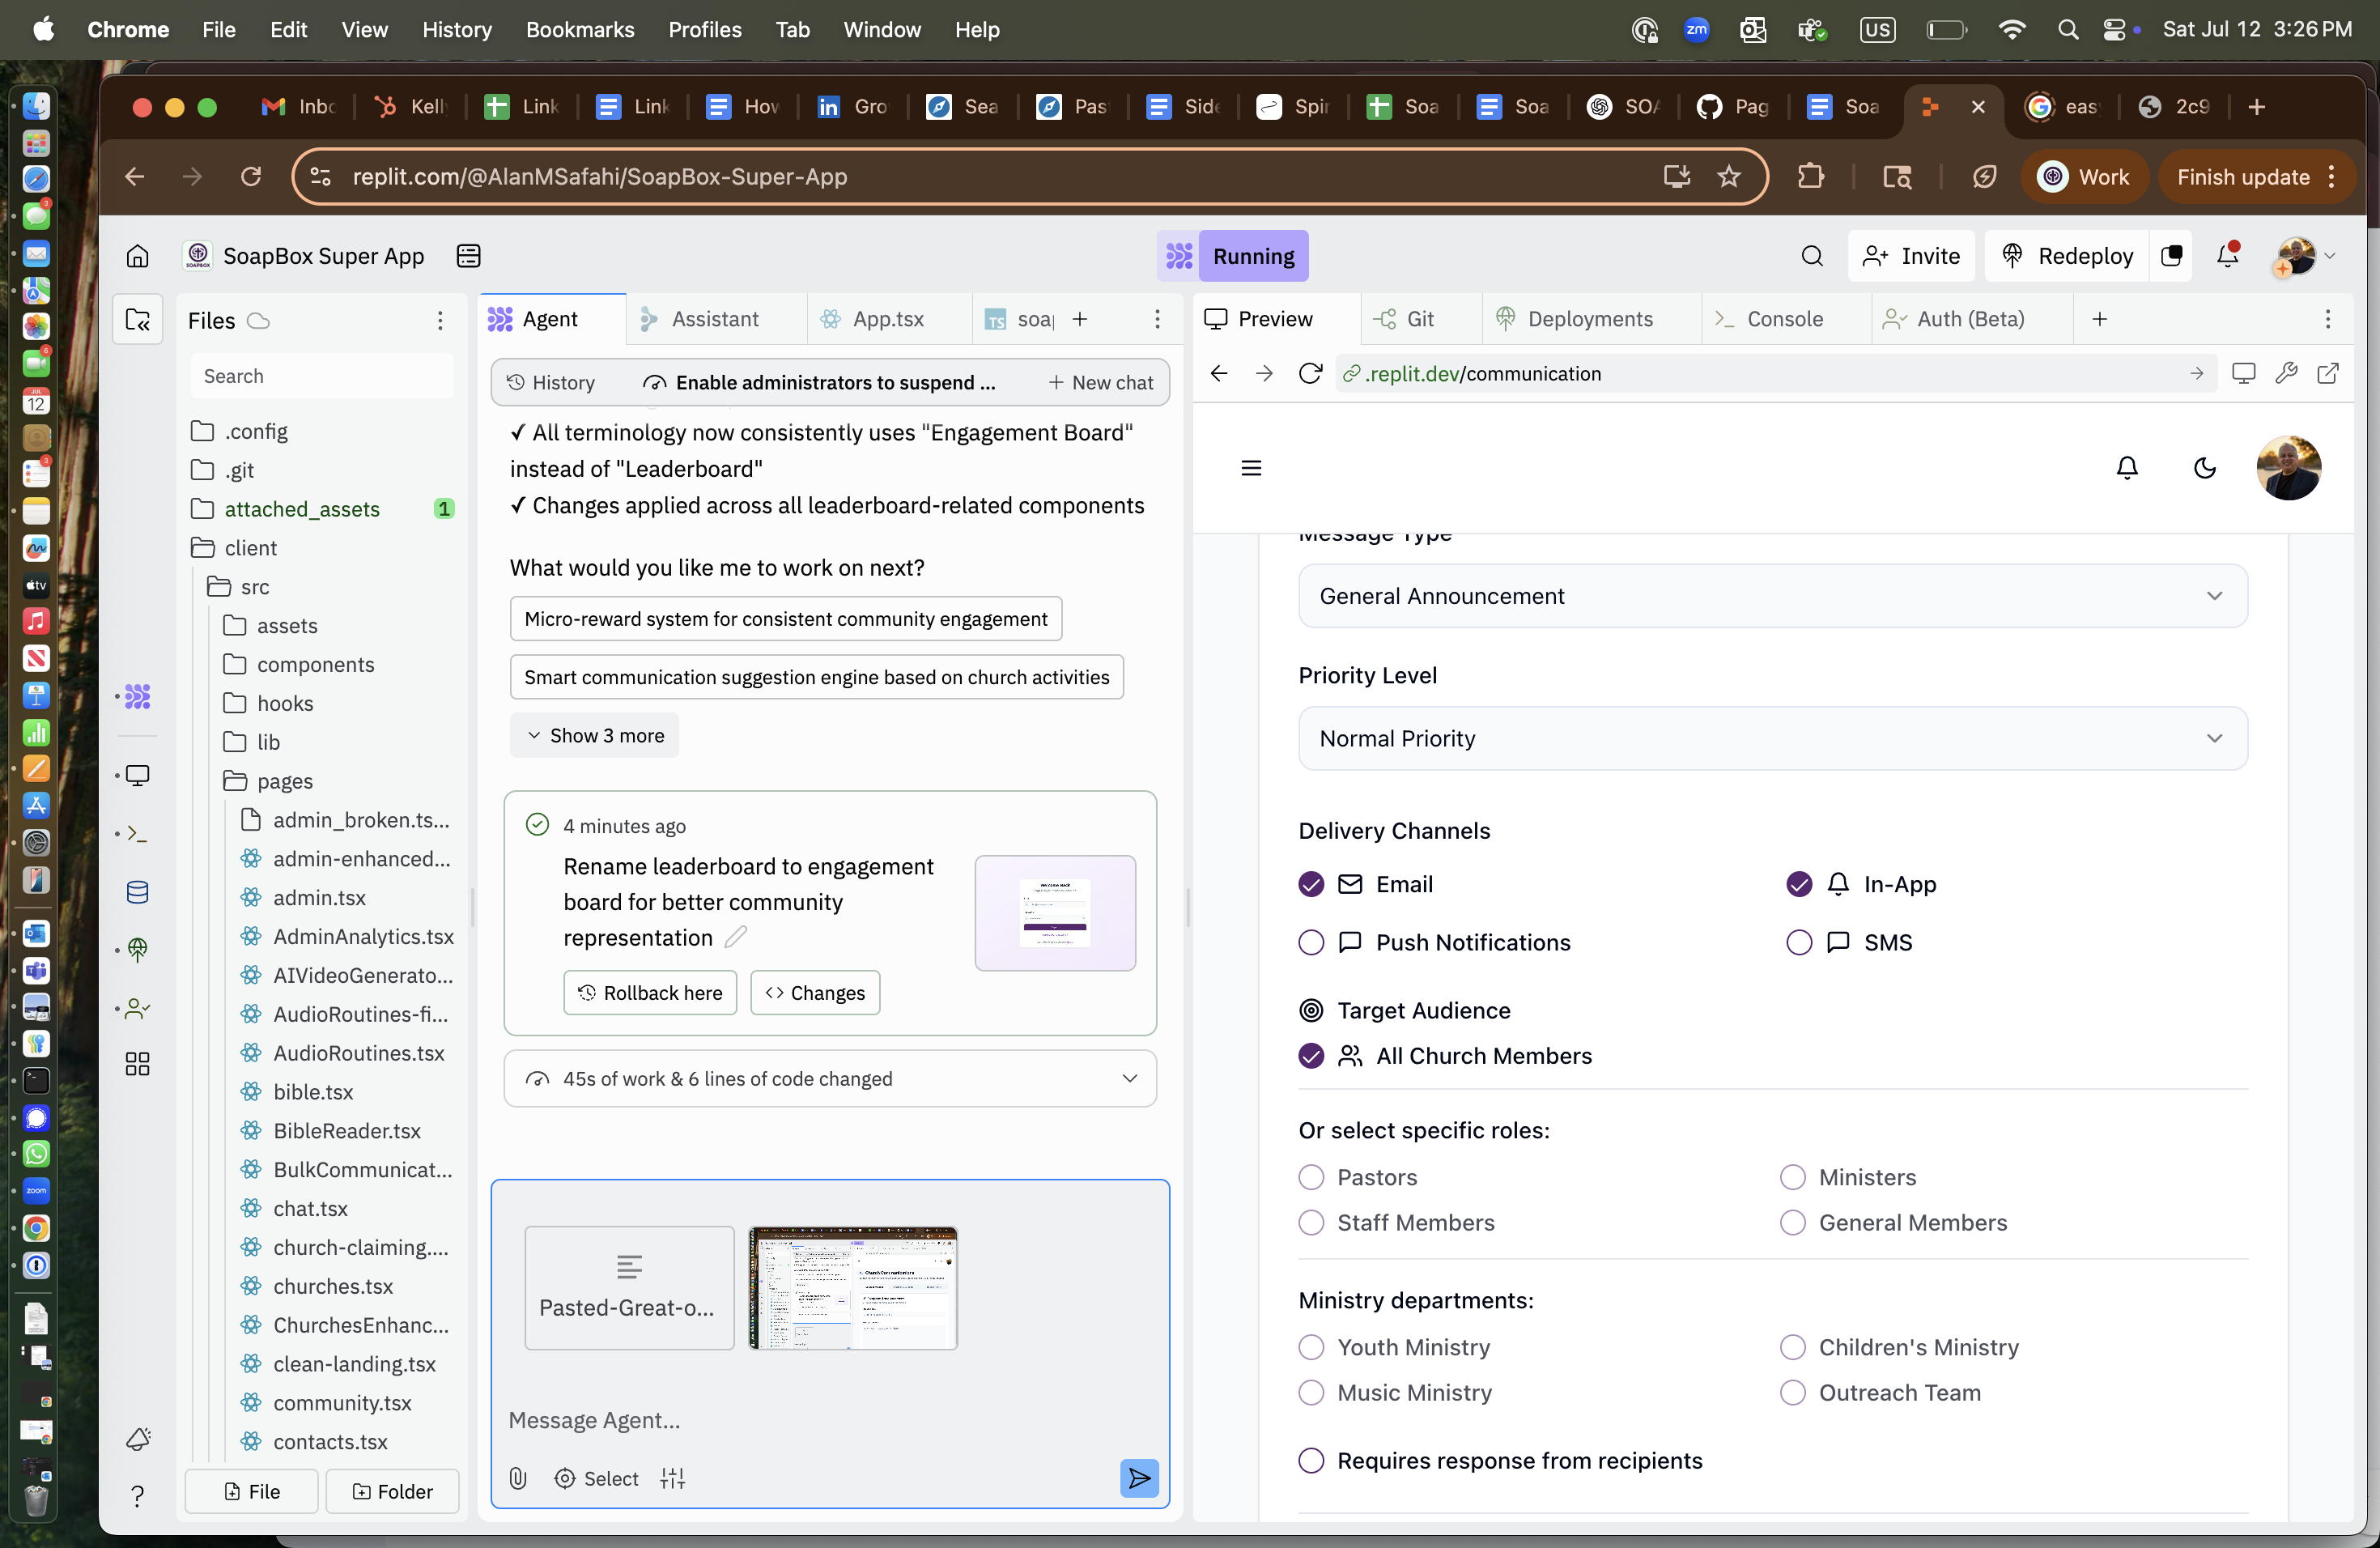 Chrome File Edit View History Bookmarks Profiles Tab Window Help
zm US Sat Jul 12 3:26 PM
Inbc Kell Link Link How Gro Sea Pas Side Spir Soa Soa SOA Pag Soa eas 2c9
replit.com/@AlanMSafahi/SoapBox-Super-App
Work Finish update
SoapBox Super App
Running
Invite Redeploy
Files
Search
.config
.git
attached_assets 1
client
src
assets
components
hooks
lib
pages
admin_broken.ts...
admin-enhanced...
admin.tsx
AdminAnalytics.tsx
AIVideoGenerato...
AudioRoutines-fi...
AudioRoutines.tsx
bible.tsx
BibleReader.tsx
BulkCommunicat...
chat.tsx
church-claiming....
churches.tsx
ChurchesEnhanc...
clean-landing.tsx
community.tsx
contacts.tsx
File Folder
Agent Assistant App.tsx soa
History Enable administrators to suspend ... New chat
✓ All terminology now consistently uses "Engagement Board"
instead of "Leaderboard"
✓ Changes applied across all leaderboard-related components
What would you like me to work on next?
Micro-reward system for consistent community engagement
Smart communication suggestion engine based on church activities
Show 3 more
4 minutes ago
Rename leaderboard to engagement
board for better community
representation
Rollback here Changes
45s of work & 6 lines of code changed
Pasted-Great-o...
Message Agent...
Select
Preview Git Deployments Console Auth (Beta)
.replit.dev/communication
Message Type
General Announcement
Priority Level
Normal Priority
Delivery Channels
Email In-App
Push Notifications SMS
Target Audience
All Church Members
Or select specific roles:
Pastors Ministers
Staff Members General Members
Ministry departments:
Youth Ministry Children's Ministry
Music Ministry Outreach Team
Requires response from recipients